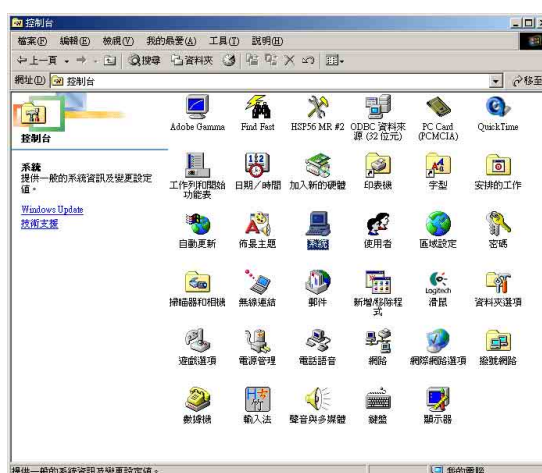 控制台
檔案(F) 編輯(E) 檢視(V) 我的最愛(A) 工具(T) 說明(H)
上一頁 搜尋 資料夾
網址(D) 控制台 移至
控制台
系統
提供一般的系統資訊及變更設定
值。
Windows Update
技術支援
Adobe Gamma Find Fast HSP56 MR #2 ODBC 資料來
源 (32 位元) PC Card
(PCMCIA) QuickTime
工作列和開始
功能表 日期／時間 加入新的硬體 印表機 字型 安排的工作
自動更新 佈景主題 系統 使用者 區域設定 密碼
掃瞄器和相機 無線連結 郵件 新增/移除程
式 Logitech
滑鼠 資料夾選項
遊戲選項 電源管理 電話語音 網路 網際網路選項 撥號網路
數據機 輸入法 聲音與多媒體 鍵盤 顯示器
提供一般的系統資訊及變更設定值。 我的電腦